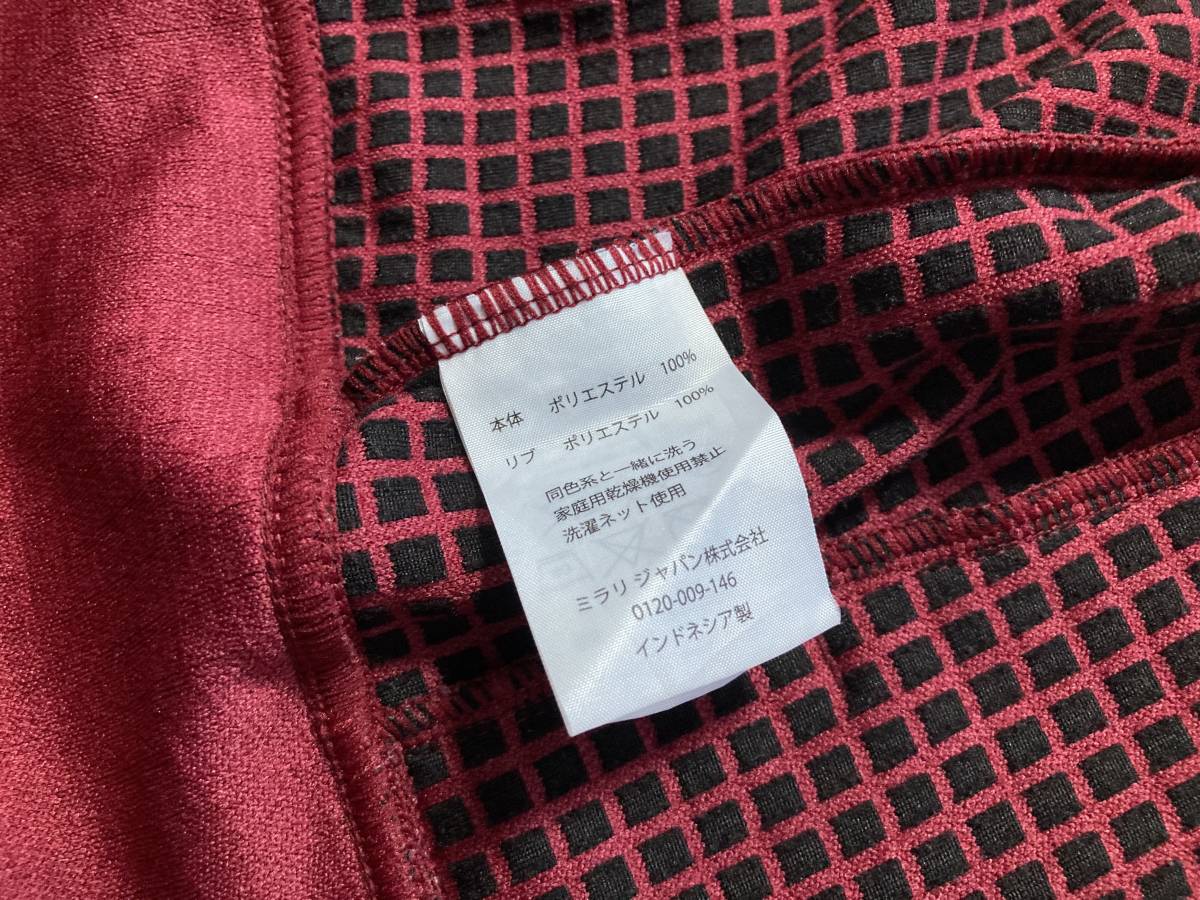 本体 ポリエステル 100%
リブ ポリエステル 100%
同色系と一緒に洗う
家庭用乾燥機使用禁止
洗濯ネット使用
ミラリ ジャパン株式会社
0120-009-146
インドネシア製